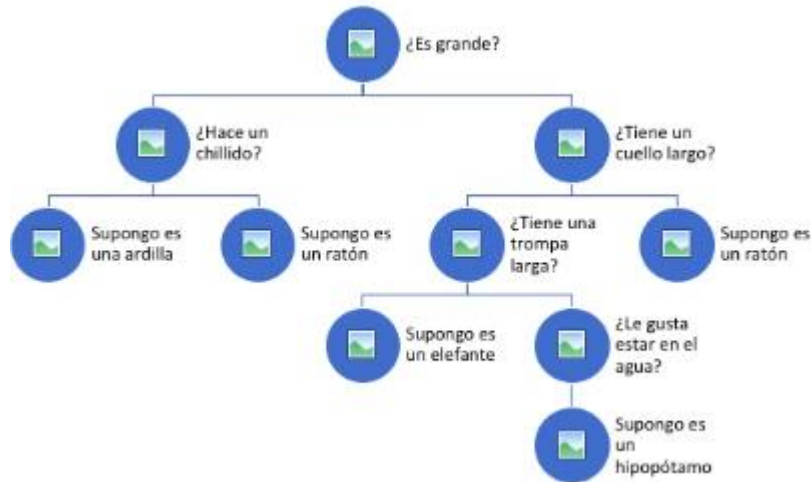 ¿Es grande?
¿Hace un
chillido?
¿Tiene un
cuello largo?
Supongo es
una ardilla
Supongo es
un ratón
¿Tiene una
trompa
larga?
Supongo es
un ratón
Supongo es
un elefante
¿Le gusta
estar en el
agua?
Supongo es
un
hipopótamo